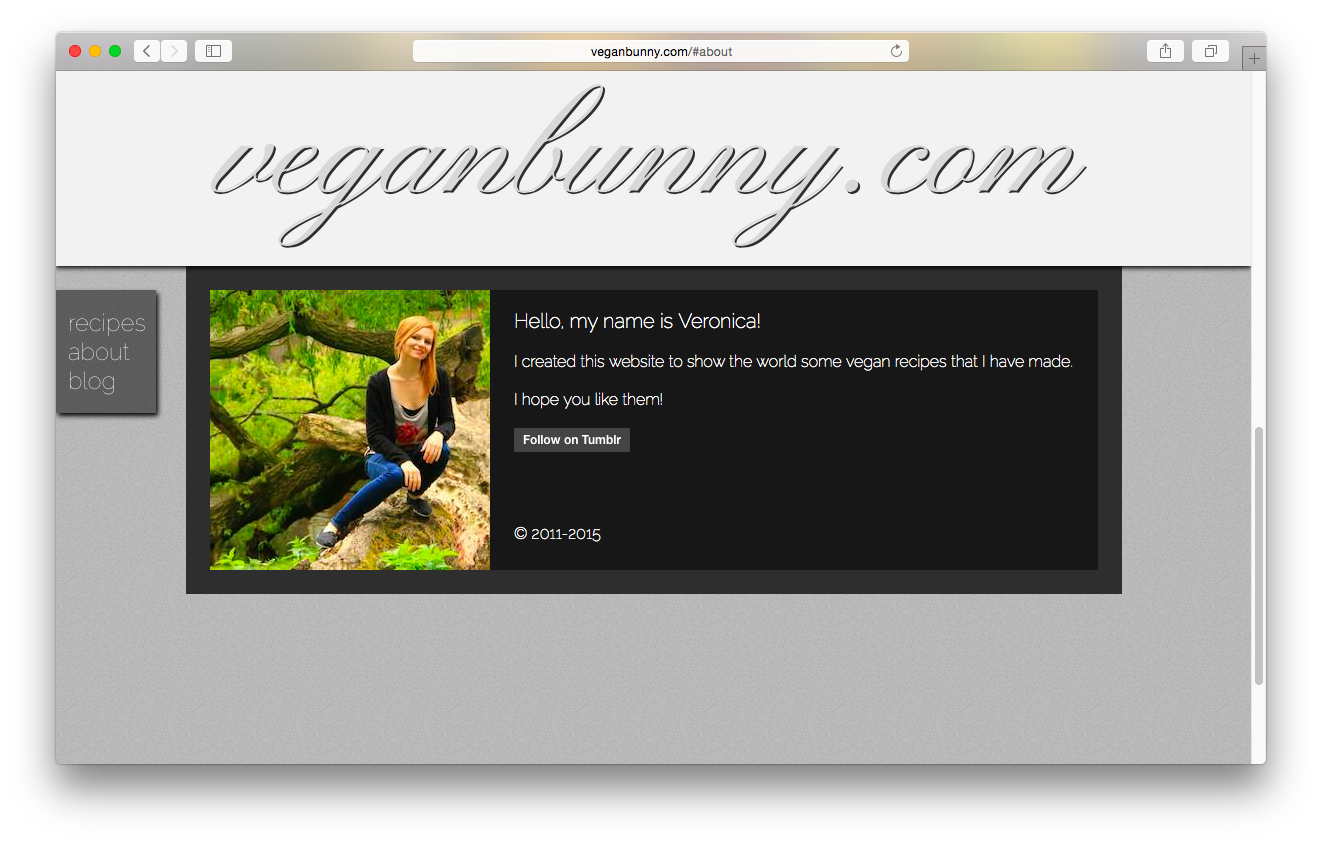 veganbunny.com/#about
veganbunny.com
recipes
about
blog
Hello, my name is Veronica!
I created this website to show the world some vegan recipes that I have made.
I hope you like them!
Follow on Tumblr
© 2011-2015